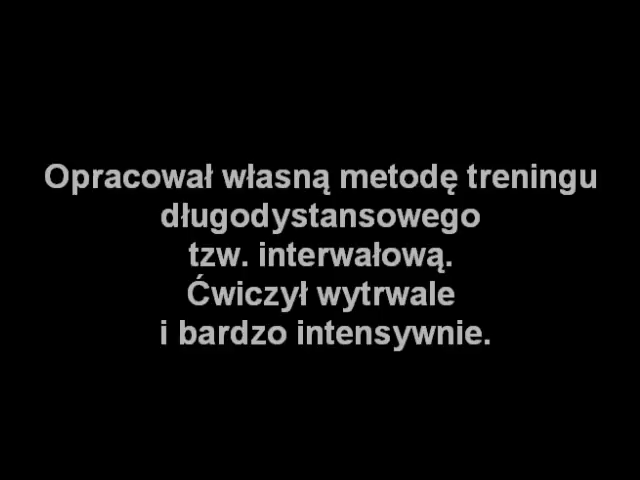 Opracował własną metodę treningu
długodystansowego
tzw. interwałową.
Ćwiczył wytrwale
i bardzo intensywnie.